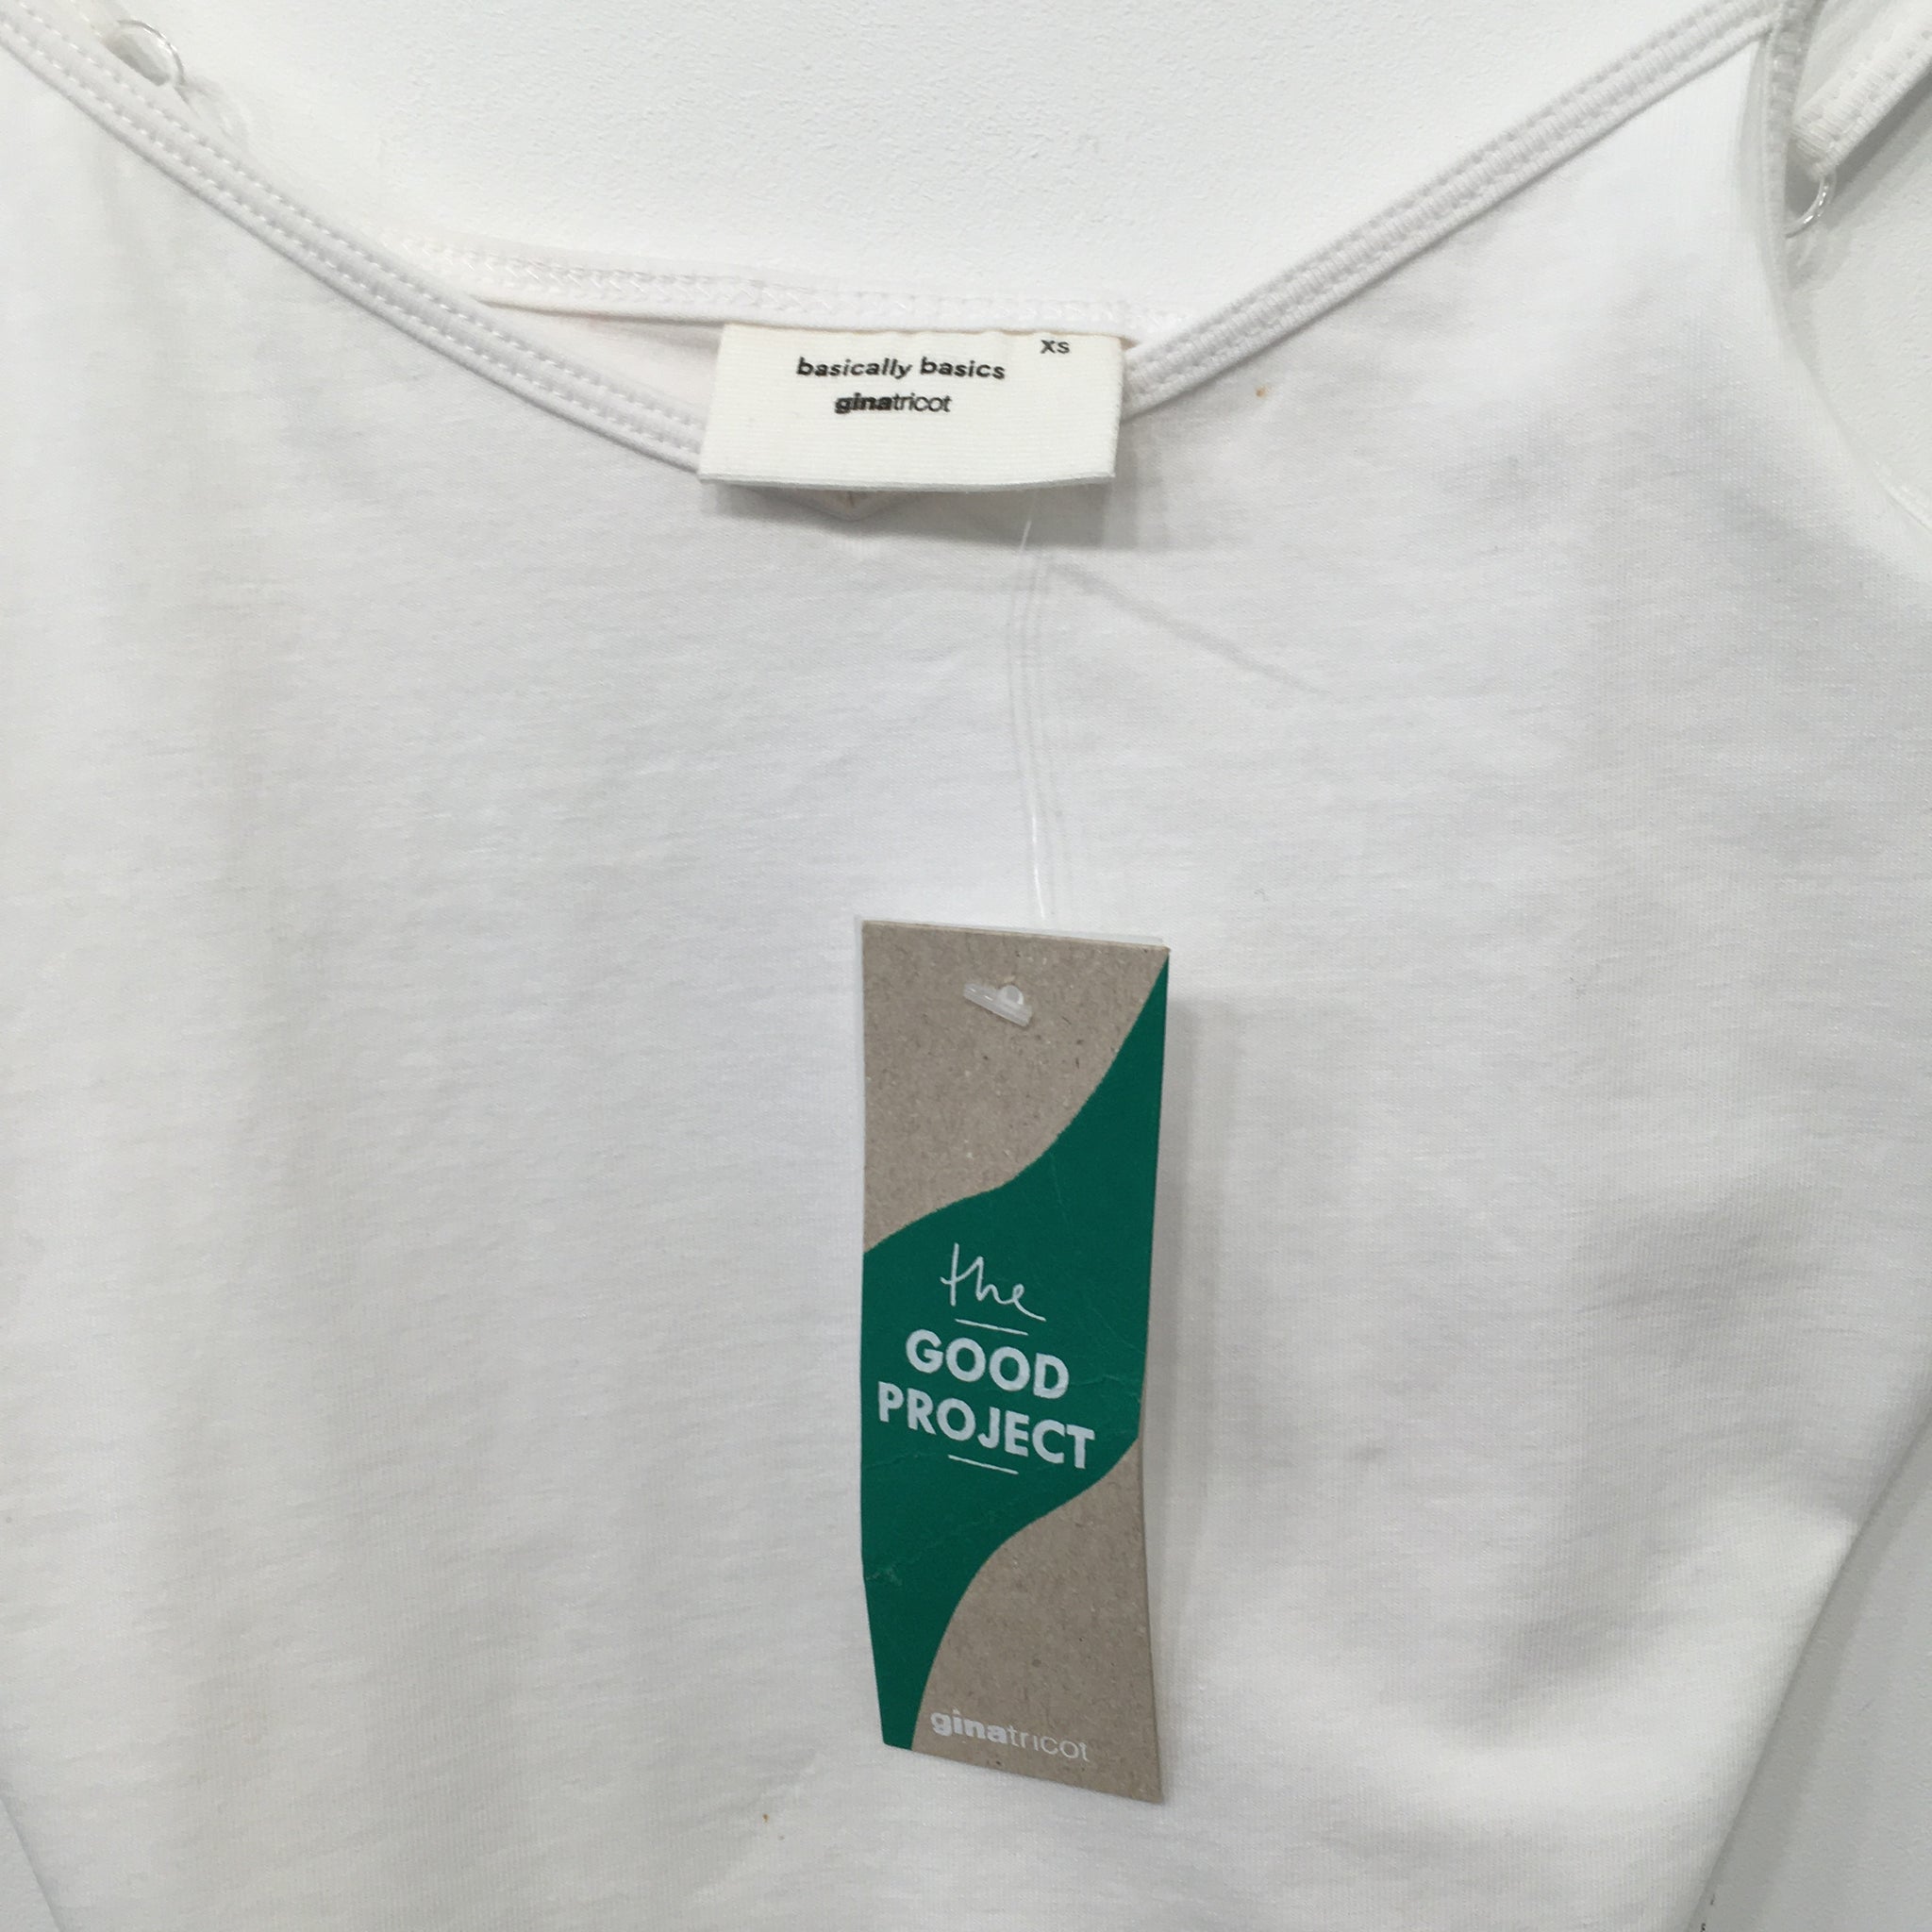 XS
basically basics
ginatricot
the
GOOD
PROJECT
ginatricot